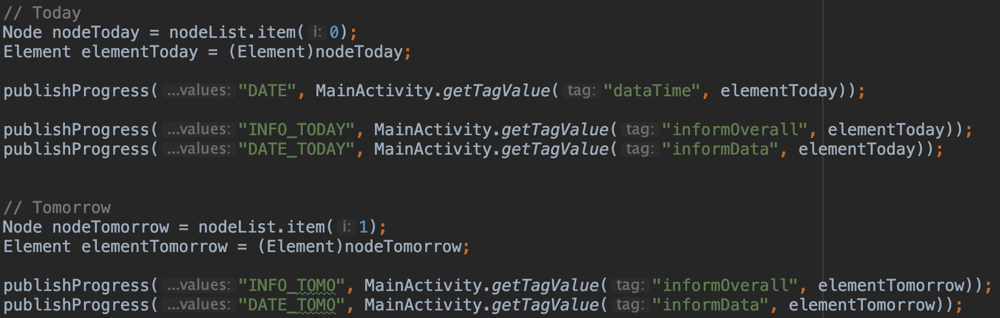 // Today
Node nodeToday = nodeList.item( i: 0);
Element elementToday = (Element)nodeToday;
publishProgress( ...values: "DATE", MainActivity.getTagValue( tag: "dataTime", elementToday));
publishProgress( ...values: "INFO_TODAY", MainActivity.getTagValue( tag: "informOverall", elementToday));
publishProgress( ...values: "DATE_TODAY", MainActivity.getTagValue( tag: "informData", elementToday));
// Tomorrow
Node nodeTomorrow = nodeList.item( i: 1);
Element elementTomorrow = (Element)nodeTomorrow;
publishProgress( ...values: "INFO_TOMO", MainActivity.getTagValue( tag: "informOverall", elementTomorrow));
publishProgress( ...values: "DATE_TOMO", MainActivity.getTagValue( tag: "informData", elementTomorrow));